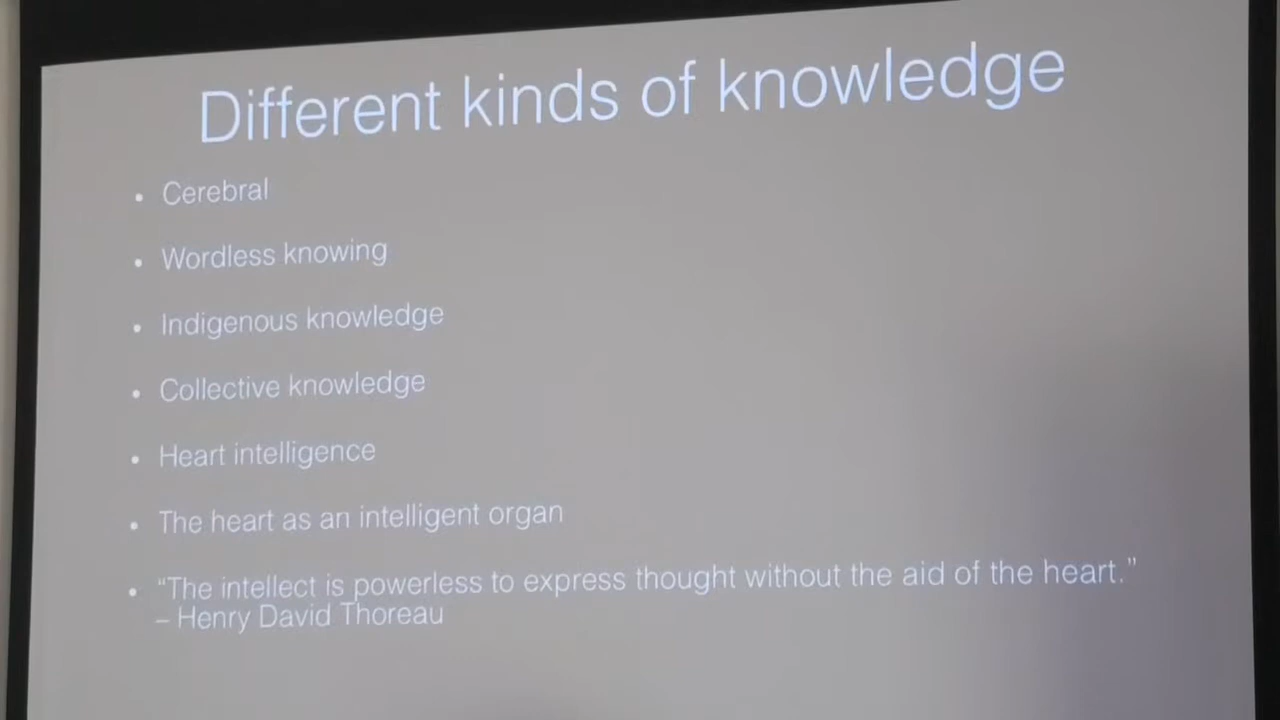 Different kinds of knowledge
• Cerebral
• Wordless knowing
• Indigenous knowledge
• Collective knowledge
• Heart intelligence
• The heart as an intelligent organ
• “The intellect is powerless to express thought without the aid of the heart.”
– Henry David Thoreau